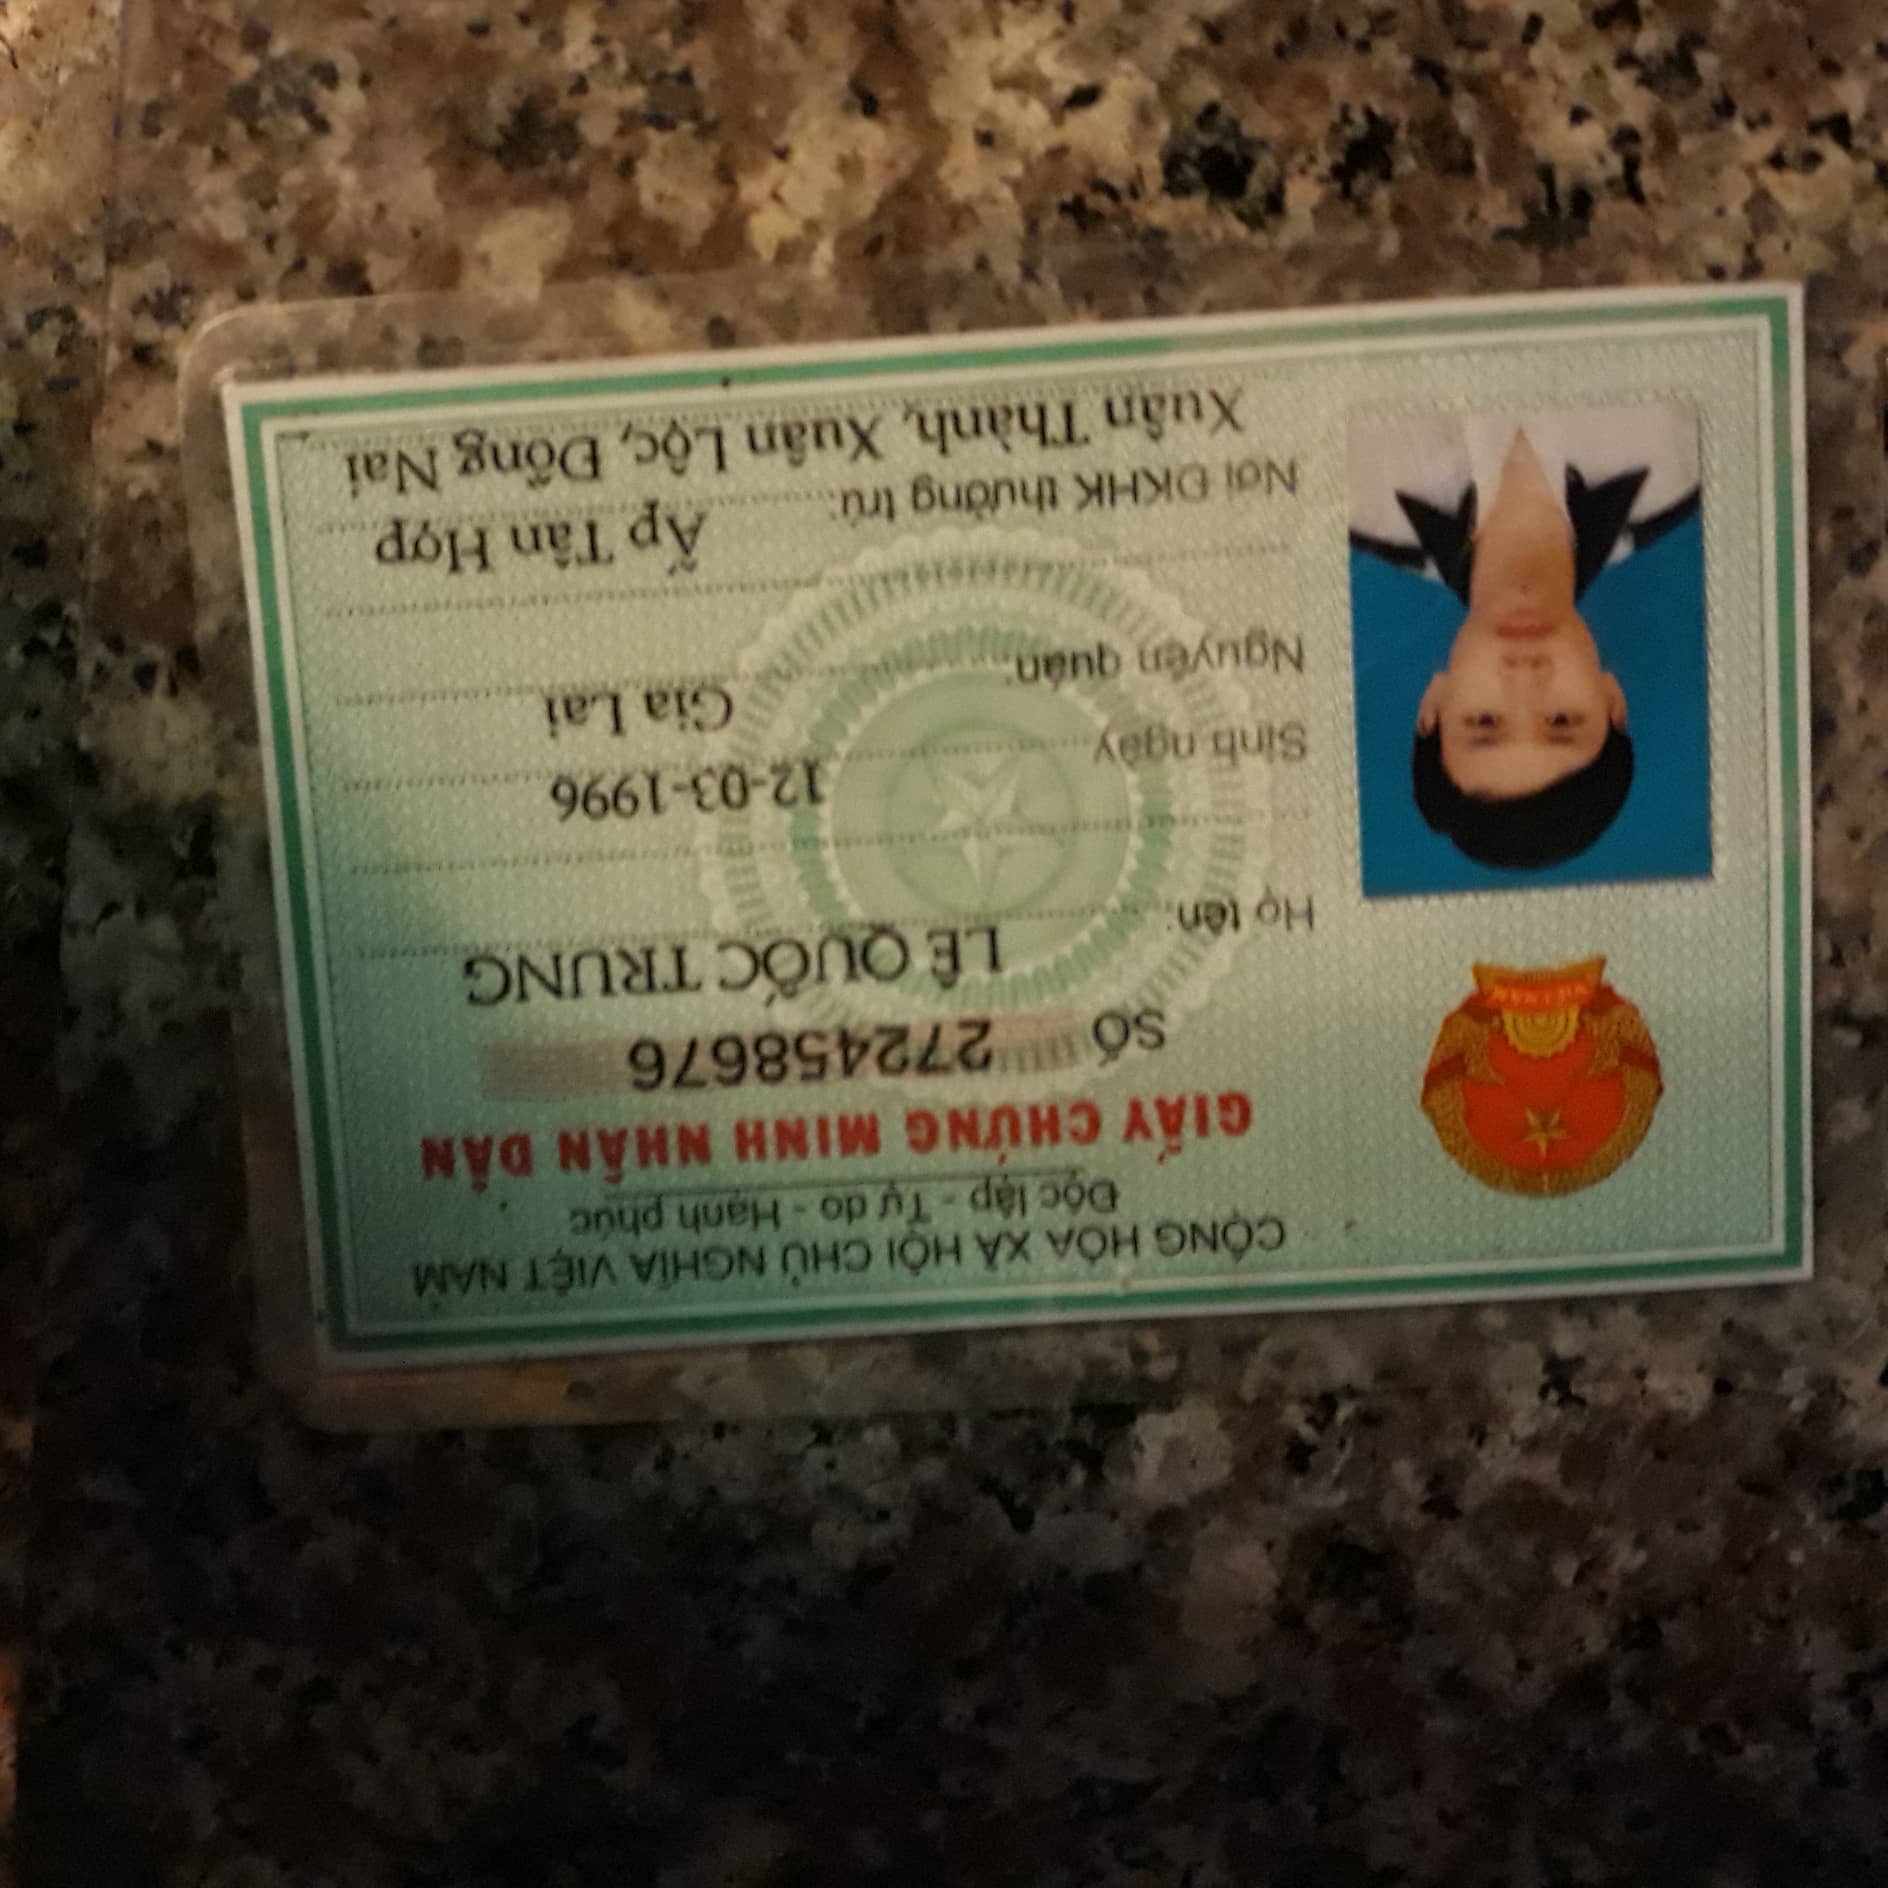 CỘNG HÒA XÃ HỘI CHỦ NGHĨA VIỆT NAM
Độc lập - Tự do - Hạnh phúc
GIẤY CHỨNG MINH NHÂN DÂN
SỐ 272458676
Họ tên: LÊ QUỐC TRUNG
Sinh ngày 12-03-1996
Nguyên quán: Gia Lai
Nơi ĐKHK thường trú: Ấp Tân Hợp
Xuân Thành, Xuân Lộc, Đồng Nai
VIỆT NAM